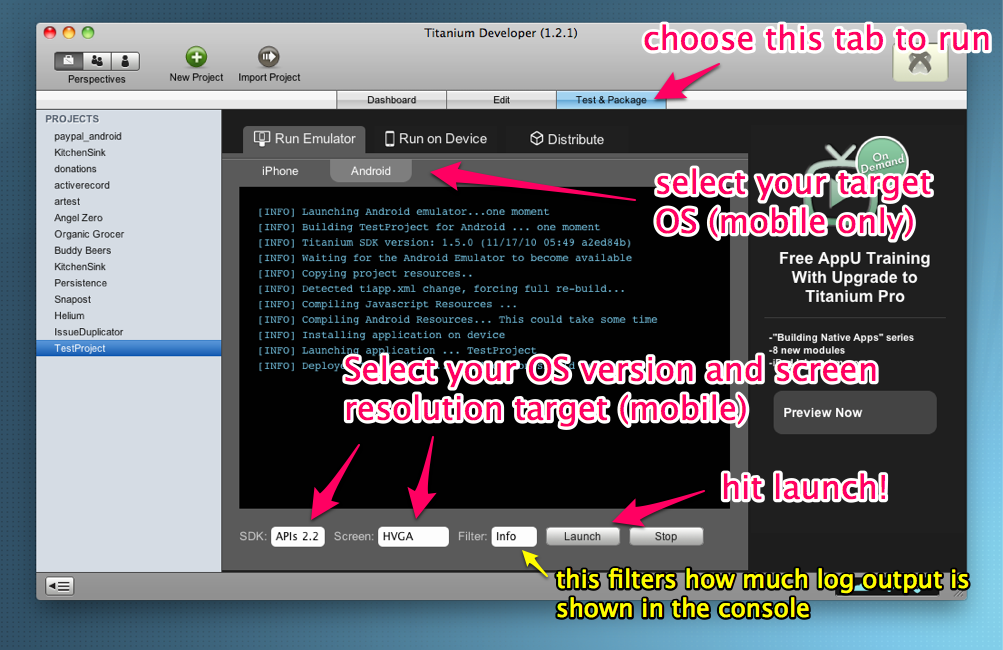 Titanium Developer (1.2.1)
choose this tab to run
Perspectives
New Project
Import Project
Dashboard
Edit
Test & Package
PROJECTS
paypal_android
KitchenSink
donations
activerecord
artest
Angel Zero
Organic Grocer
Buddy Beers
KitchenSink
Persistence
Snapost
Helium
IssueDuplicator
TestProject
Run Emulator
Run on Device
Distribute
iPhone
Android
select your target
OS (mobile only)
[INFO] Launching Android emulator...one moment
[INFO] Building TestProject for Android ... one moment
[INFO] Titanium SDK version: 1.5.0 (11/17/10 05:49 a2ed84b)
[INFO] Waiting for the Android Emulator to become available
[INFO] Copying project resources..
[INFO] Detected tiapp.xml change, forcing full re-build...
[INFO] Compiling Javascript Resources ...
[INFO] Compiling Android Resources... This could take some time
[INFO] Installing application on device
[INFO] Launching application ... TestProject
[INFO] Deploye
Select your OS version and screen
resolution target (mobile)
SDK: APIs 2.2
Screen: HVGA
Filter: Info
Launch
Stop
hit launch!
this filters how much log output is
shown in the console
On
Demand
Free AppU Training
With Upgrade to
Titanium Pro
-"Building Native Apps" series
-8 new modules
Preview Now